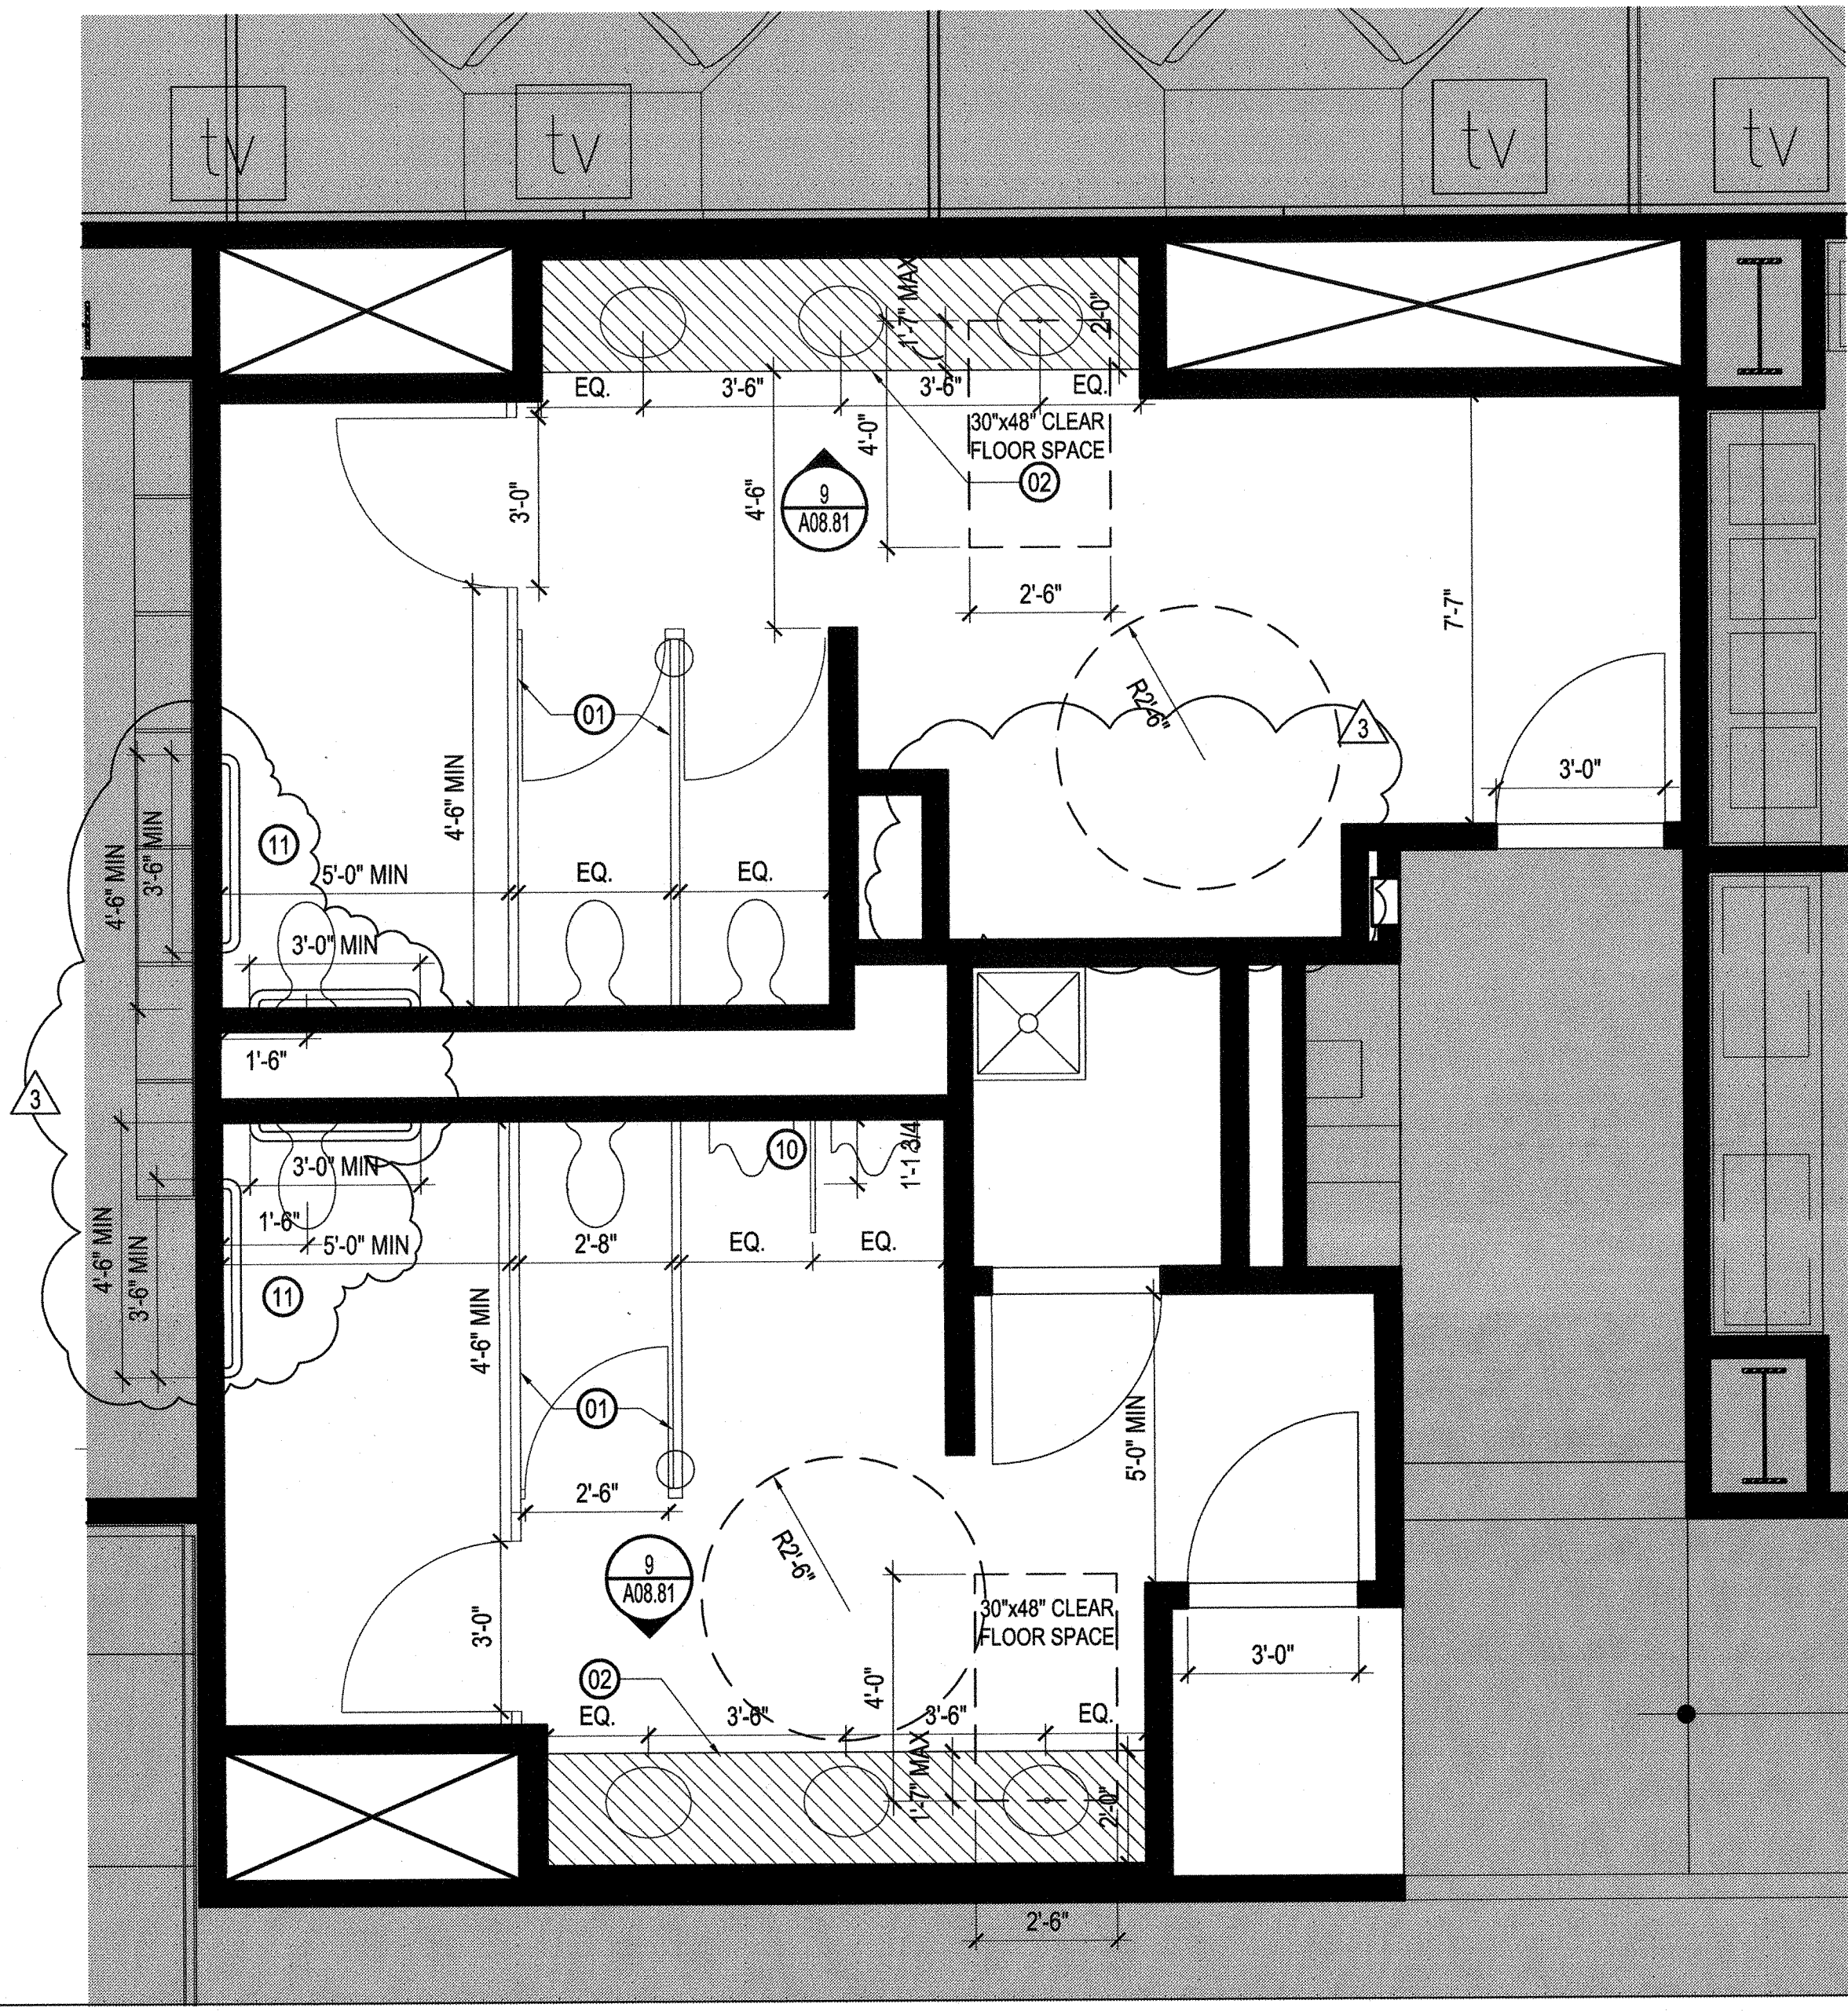 tv
tv
tv
tv
1'-7" MAX
2'-0"
EQ.
3'-6"
3'-6"
EQ.
30"x48" CLEAR
FLOOR SPACE
4'-0"
02
3'-0"
4'-6"
9
A08.81
2'-6"
7'-7"
R2'-6"
3
01
3'-0"
4'-6" MIN
11
4'-6" MIN
3'-6" MIN
5'-0" MIN
EQ.
EQ.
3'-0" MIN
1'-6"
3
3'-0" MIN
10
1'-1 3/4
1'-6"
5'-0" MIN
2'-8"
EQ.
EQ.
4'-6" MIN
3'-6" MIN
11
4'-6" MIN
01
5'-0" MIN
2'-6"
9
A08.81
R2'-6"
30"x48" CLEAR
FLOOR SPACE
3'-0"
3'-0"
02
4'-0"
EQ.
3'-6"
3'-6"
EQ.
1'-7" MAX
2'-0"
2'-6"